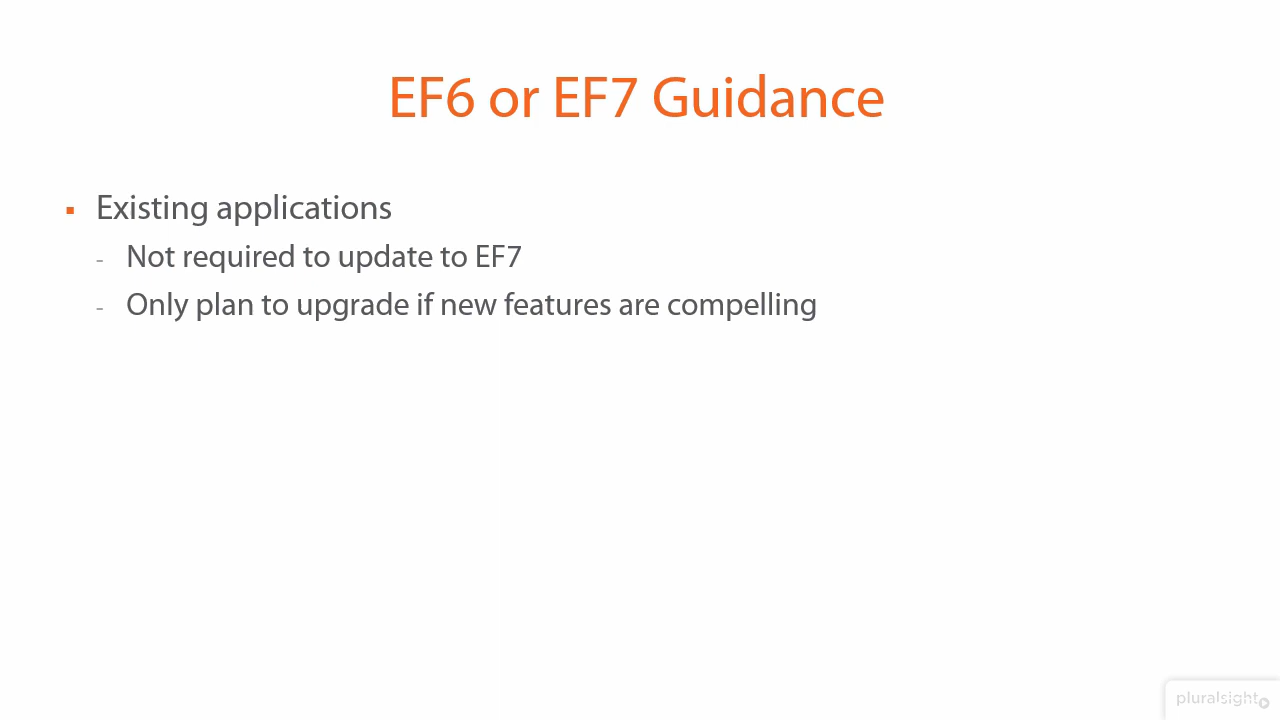 EF6 or EF7 Guidance
▪ Existing applications
- Not required to update to EF7
- Only plan to upgrade if new features are compelling
pluralsight